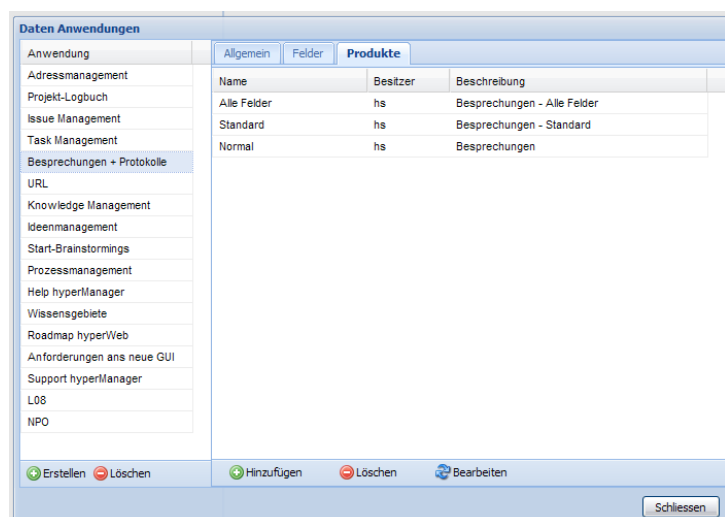 Daten Anwendungen
Anwendung
Adressmanagement
Projekt-Logbuch
Issue Management
Task Management
Besprechungen + Protokolle
URL
Knowledge Management
Ideenmanagement
Start-Brainstormings
Prozessmanagement
Help hyperManager
Wissensgebiete
Roadmap hyperWeb
Anforderungen ans neue GUI
Support hyperManager
L08
NPO
Erstellen Löschen
Allgemein Felder Produkte
Name Besitzer Beschreibung
Alle Felder hs Besprechungen - Alle Felder
Standard hs Besprechungen - Standard
Normal hs Besprechungen
Hinzufügen Löschen Bearbeiten
Schliessen